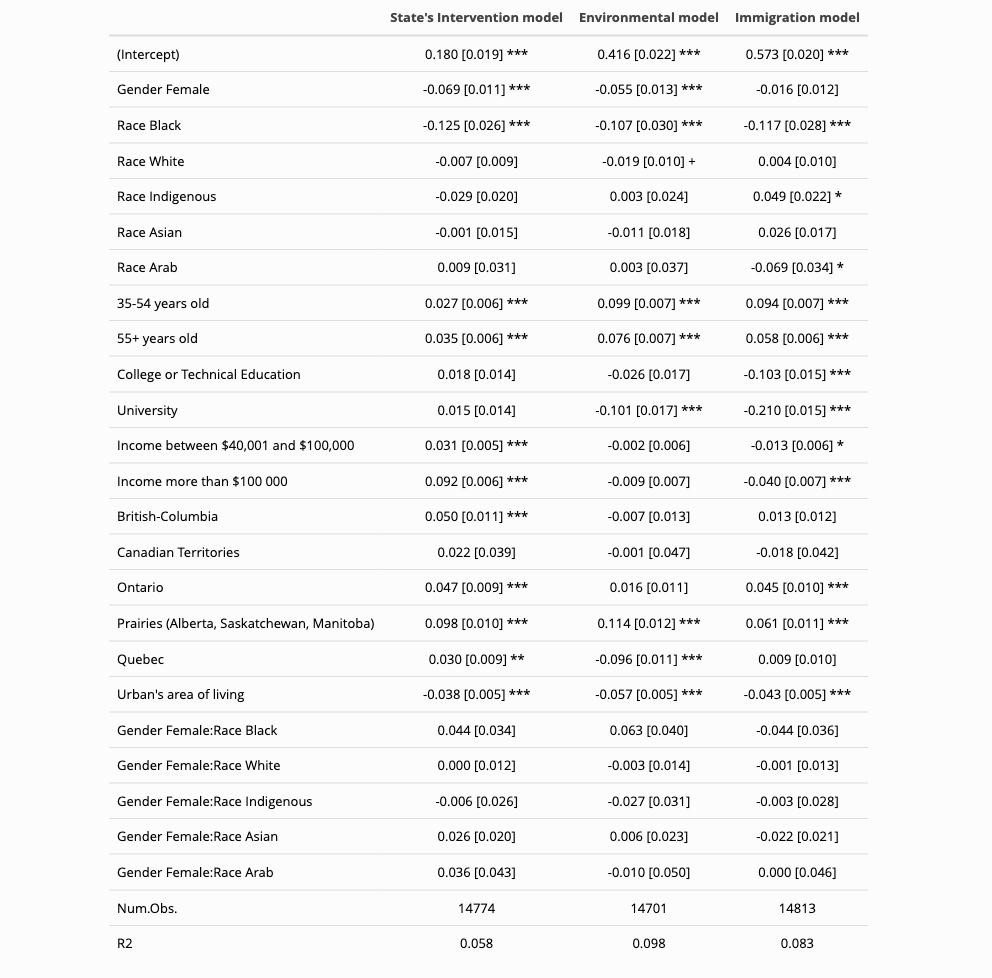 State's Intervention model Environmental model Immigration model
(Intercept) 0.180 [0.019] *** 0.416 [0.022] *** 0.573 [0.020] ***
Gender Female -0.069 [0.011] *** -0.055 [0.013] *** -0.016 [0.012]
Race Black -0.125 [0.026] *** -0.107 [0.030] *** -0.117 [0.028] ***
Race White -0.007 [0.009] -0.019 [0.010] + 0.004 [0.010]
Race Indigenous -0.029 [0.020] 0.003 [0.024] 0.049 [0.022] *
Race Asian -0.001 [0.015] -0.011 [0.018] 0.026 [0.017]
Race Arab 0.009 [0.031] 0.003 [0.037] -0.069 [0.034] *
35-54 years old 0.027 [0.006] *** 0.099 [0.007] *** 0.094 [0.007] ***
55+ years old 0.035 [0.006] *** 0.076 [0.007] *** 0.058 [0.006] ***
College or Technical Education 0.018 [0.014] -0.026 [0.017] -0.103 [0.015] ***
University 0.015 [0.014] -0.101 [0.017] *** -0.210 [0.015] ***
Income between $40,001 and $100,000 0.031 [0.005] *** -0.002 [0.006] -0.013 [0.006] *
Income more than $100 000 0.092 [0.006] *** -0.009 [0.007] -0.040 [0.007] ***
British-Columbia 0.050 [0.011] *** -0.007 [0.013] 0.013 [0.012]
Canadian Territories 0.022 [0.039] -0.001 [0.047] -0.018 [0.042]
Ontario 0.047 [0.009] *** 0.016 [0.011] 0.045 [0.010] ***
Prairies (Alberta, Saskatchewan, Manitoba) 0.098 [0.010] *** 0.114 [0.012] *** 0.061 [0.011] ***
Quebec 0.030 [0.009] ** -0.096 [0.011] *** 0.009 [0.010]
Urban's area of living -0.038 [0.005] *** -0.057 [0.005] *** -0.043 [0.005] ***
Gender Female:Race Black 0.044 [0.034] 0.063 [0.040] -0.044 [0.036]
Gender Female:Race White 0.000 [0.012] -0.003 [0.014] -0.001 [0.013]
Gender Female:Race Indigenous -0.006 [0.026] -0.027 [0.031] -0.003 [0.028]
Gender Female:Race Asian 0.026 [0.020] 0.006 [0.023] -0.022 [0.021]
Gender Female:Race Arab 0.036 [0.043] -0.010 [0.050] 0.000 [0.046]
Num.Obs. 14774 14701 14813
R2 0.058 0.098 0.083